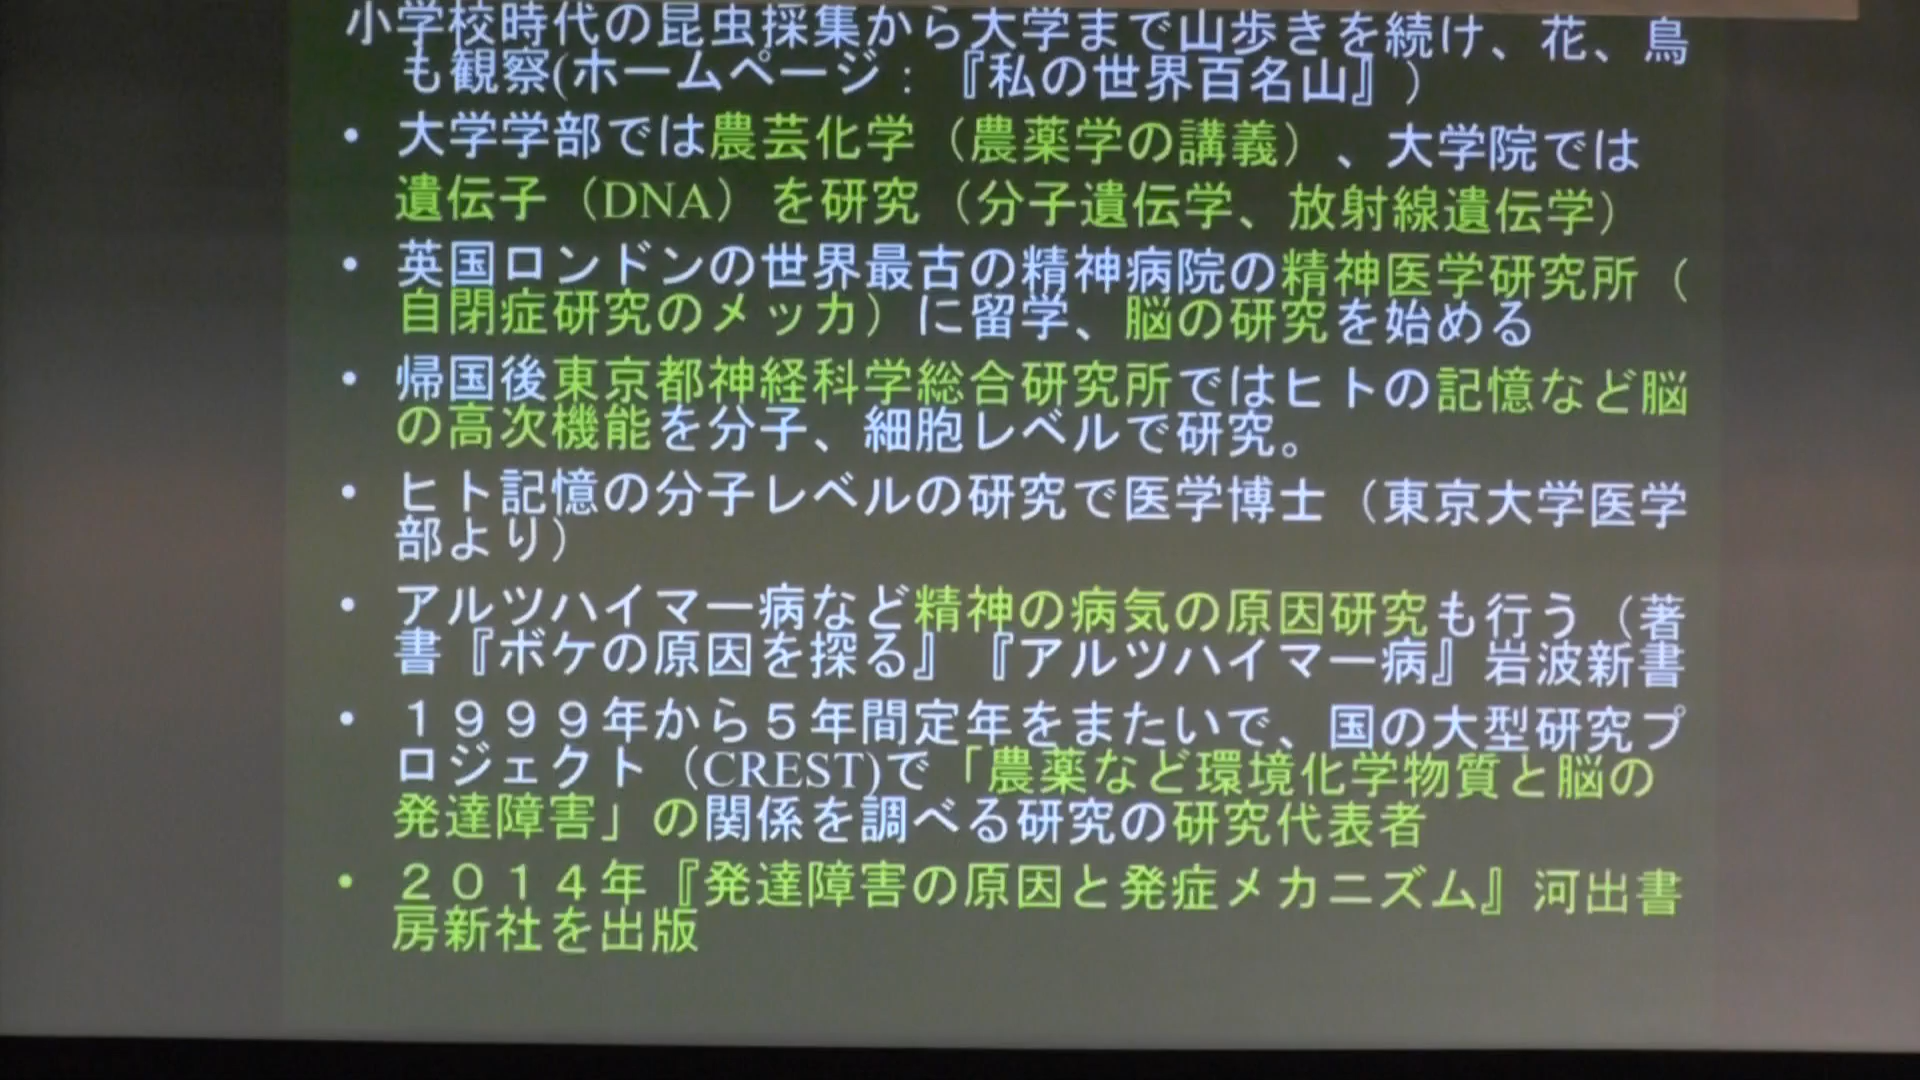 小学校時代の昆虫採集から大学まで山歩きを続け、花、鳥
も観察(ホームページ：『私の世界百名山』)
• 大学学部では農芸化学（農薬学の講義）、大学院では
遺伝子（DNA）を研究（分子遺伝学、放射線遺伝学）
• 英国ロンドンの世界最古の精神病院の精神医学研究所（
自閉症研究のメッカ）に留学、脳の研究を始める
• 帰国後東京都神経科学総合研究所ではヒトの記憶など脳
の高次機能を分子、細胞レベルで研究。
• ヒト記憶の分子レベルの研究で医学博士（東京大学医学
部より）
• アルツハイマー病など精神の病気の原因研究も行う（著
書『ボケの原因を探る』『アルツハイマー病』岩波新書
• １９９９年から５年間定年をまたいで、国の大型研究プ
ロジェクト（CREST)で「農薬など環境化学物質と脳の
発達障害」の関係を調べる研究の研究代表者
• ２０１４年『発達障害の原因と発症メカニズム』河出書
房新社を出版